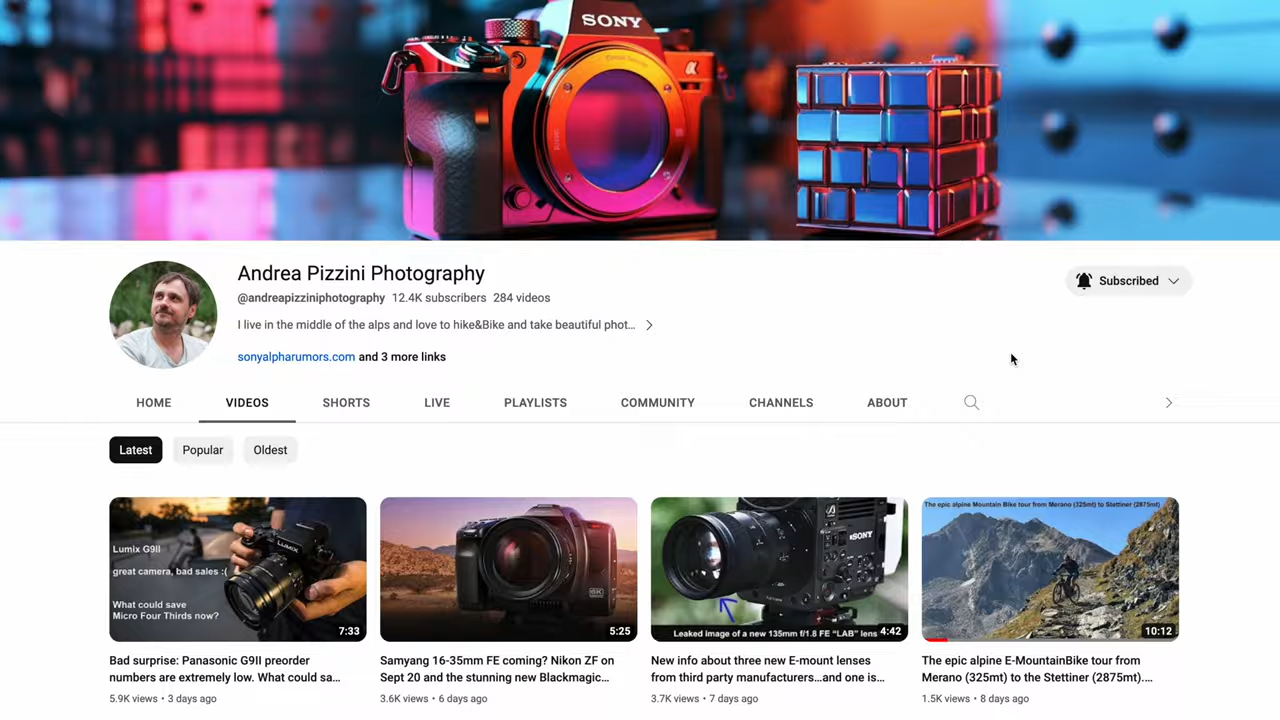 SONY
α
Andrea Pizzini Photography
@andreapizziniphotography 12.4K subscribers 284 videos
I live in the middle of the alps and love to hike&Bike and take beautiful phot...
sonyalpharumors.com and 3 more links
Subscribed
HOME VIDEOS SHORTS LIVE PLAYLISTS COMMUNITY CHANNELS ABOUT
Latest Popular Oldest
Lumix G9II
great camera, bad sales :(
What could save
Micro Four Thirds now?
LUMIX
7:33
6K
5:25
SONY
Leaked image of a new 135mm f/1.8 FE "LAB" lens
4:42
The epic alpine Mountain Bike tour from Merano (325mt) to Stettiner (2875mt)
10:12
Bad surprise: Panasonic G9II preorder
numbers are extremely low. What could sa...
5.9K views • 3 days ago
Samyang 16-35mm FE coming? Nikon ZF on
Sept 20 and the stunning new Blackmagic...
3.6K views • 6 days ago
New info about three new E-mount lenses
from third party manufacturers...and one is...
3.7K views • 7 days ago
The epic alpine E-MountainBike tour from
Merano (325mt) to the Stettiner (2875mt)....
1.5K views • 8 days ago